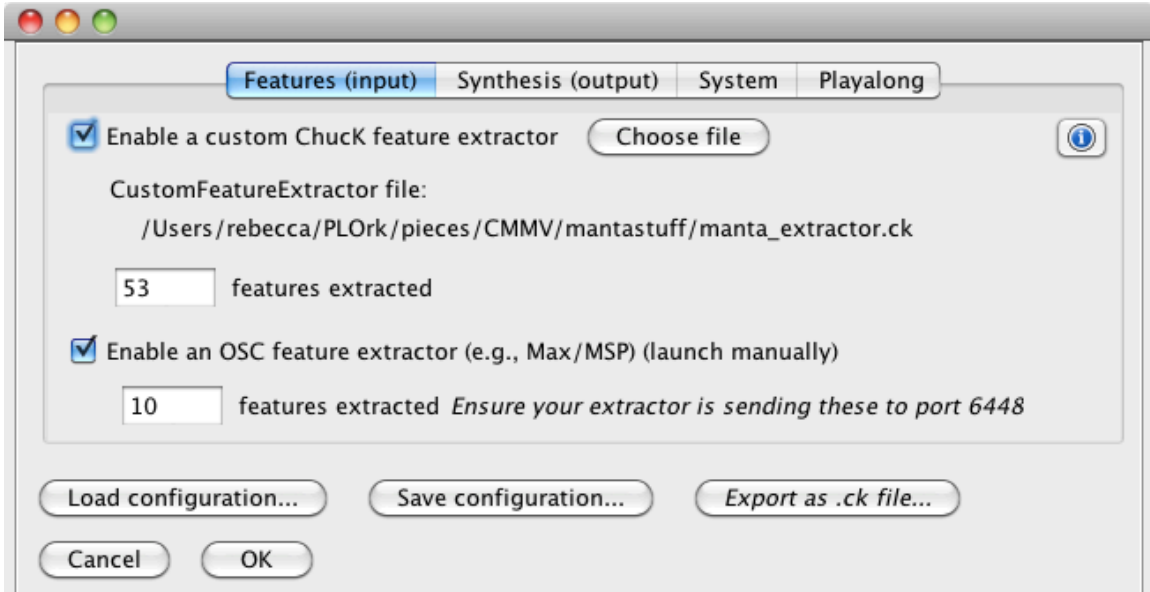 Features (input) Synthesis (output) System Playalong
Enable a custom ChucK feature extractor Choose file
CustomFeatureExtractor file:
/Users/rebecca/PLOrk/pieces/CMMV/mantastuff/manta_extractor.ck
53 features extracted
Enable an OSC feature extractor (e.g., Max/MSP) (launch manually)
10 features extracted Ensure your extractor is sending these to port 6448
Load configuration... Save configuration... Export as .ck file...
Cancel OK